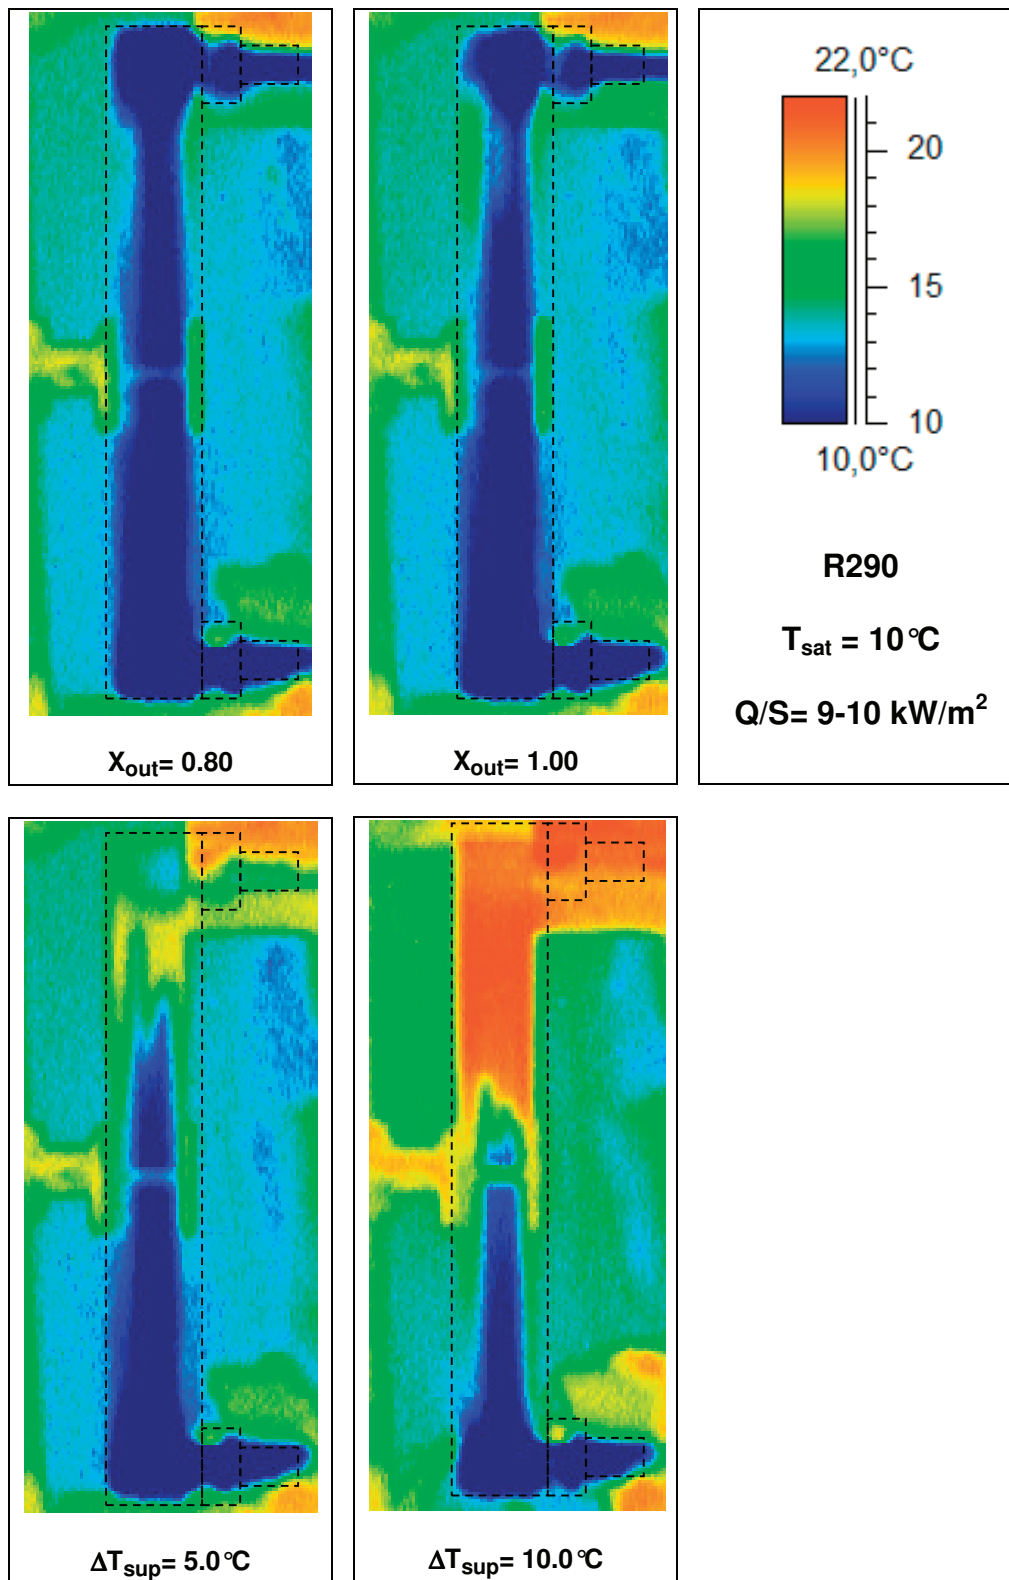 22,0°C
20
15
10
10,0°C
R290
Tsat = 10°C
Q/S= 9-10 kW/m²
Xout= 0.80
Xout= 1.00
ΔTsup= 5.0°C
ΔTsup= 10.0°C